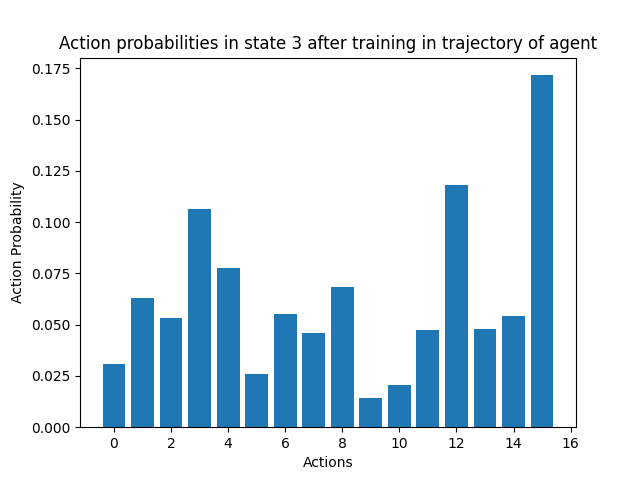 Action probabilities in state 3 after training in trajectory of agent
0.175
0.150
0.125
0.100
0.075
0.050
0.025
0.000
Action Probability
0 2 4 6 8 10 12 14 16
Actions